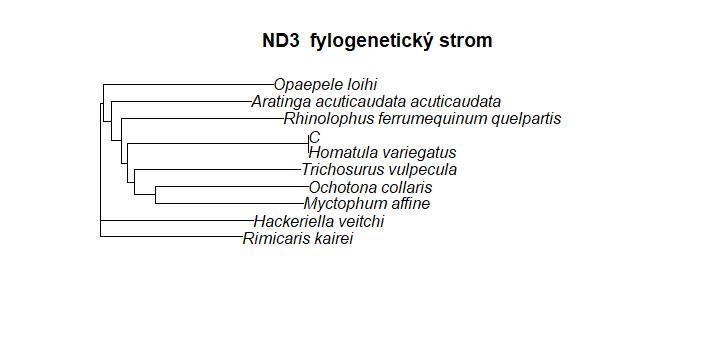 ND3 fylogenetický strom
Opaepele loihi
Aratinga acuticaudata acuticaudata
Rhinolophus ferrumequinum quelpartis
C
Homatula variegatus
Trichosurus vulpecula
Ochotona collaris
Myctophum affine
Hackeriella veitchi
Rimicaris kairei